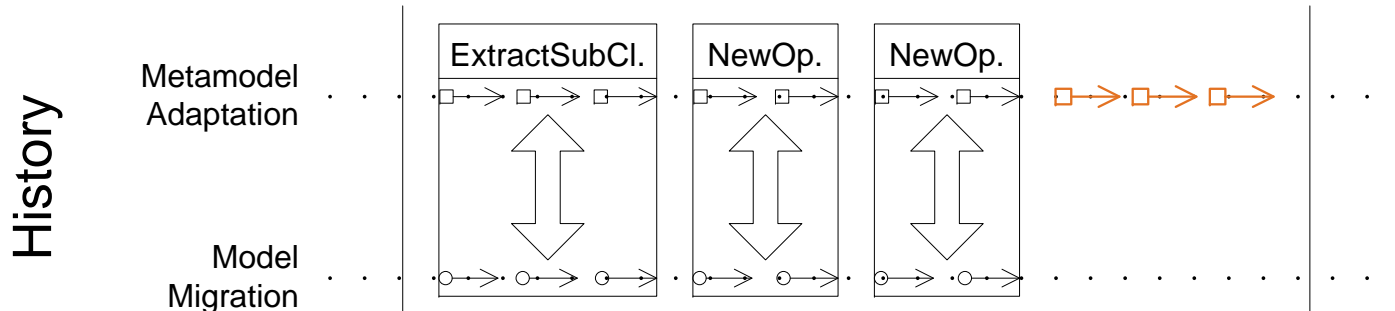 History
Metamodel
Adaptation
ExtractSubCl.
NewOp.
NewOp.
Model
Migration